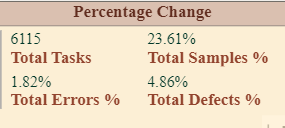 Percentage Change
6115 23.61%
Total Tasks Total Samples %
1.82% 4.86%
Total Errors % Total Defects %